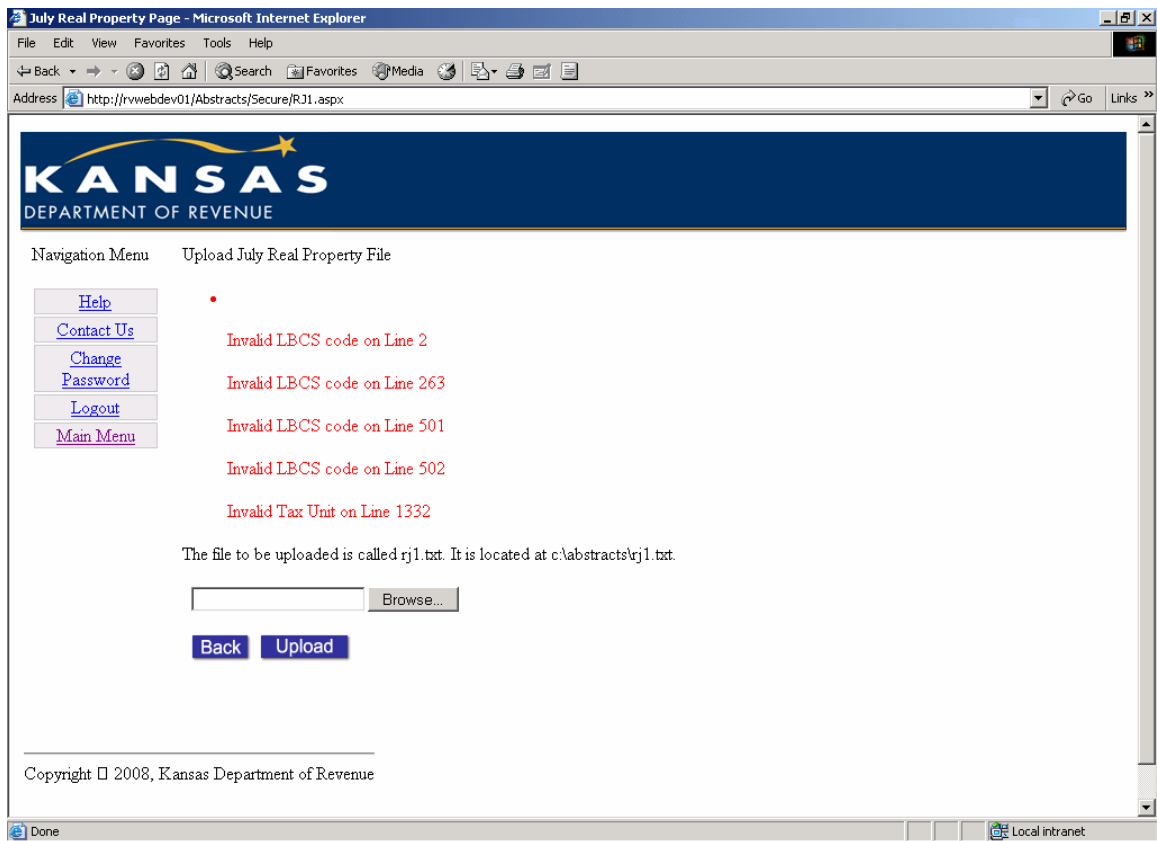 July Real Property Page - Microsoft Internet Explorer
File Edit View Favorites Tools Help
Back Search Favorites Media
Address http://rvwebdev01/Abstracts/Secure/RJ1.aspx Go Links »
KANSAS
DEPARTMENT OF REVENUE
Navigation Menu
Help
Contact Us
Change
Password
Logout
Main Menu
Upload July Real Property File
•
Invalid LBCS code on Line 2
Invalid LBCS code on Line 263
Invalid LBCS code on Line 501
Invalid LBCS code on Line 502
Invalid Tax Unit on Line 1332
The file to be uploaded is called rj1.txt. It is located at c:\abstracts\rj1.txt.
Browse...
Back Upload
Copyright □ 2008, Kansas Department of Revenue
Done Local intranet